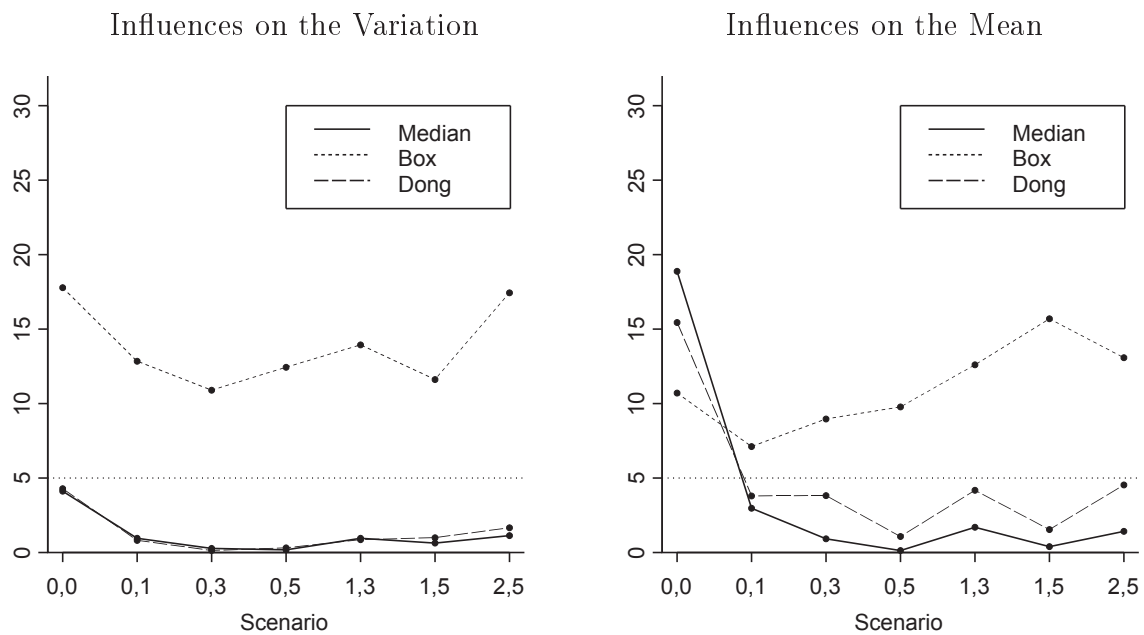 Influences on the Variation
30
25
20
15
10
5
0
Median
Box
Dong
0,0 0,1 0,3 0,5 1,3 1,5 2,5
Scenario
Influences on the Mean
30
25
20
15
10
5
0
Median
Box
Dong
0,0 0,1 0,3 0,5 1,3 1,5 2,5
Scenario